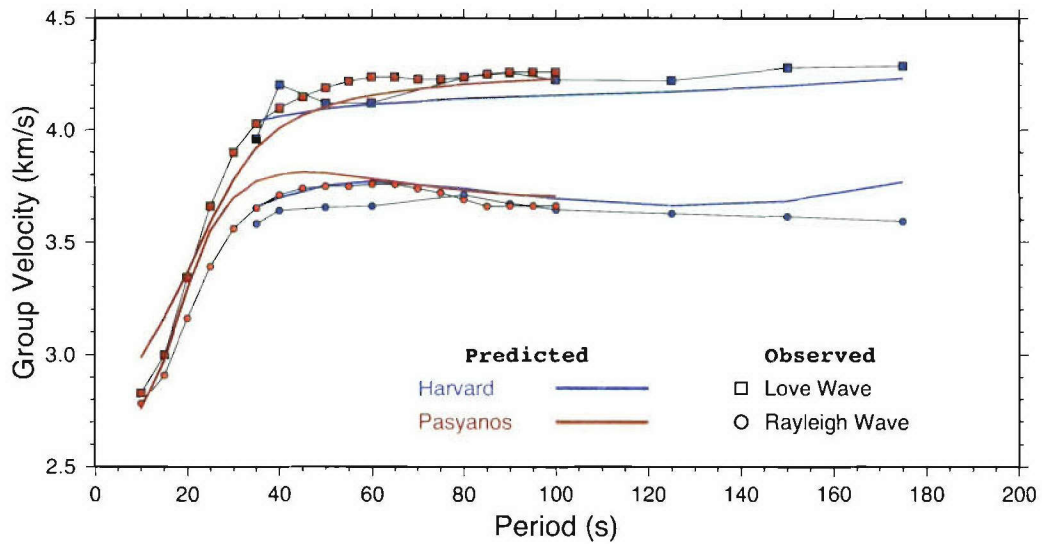 4.5
4.0
3.5
3.0
2.5
Group Velocity (km/s)
Predicted Observed
Harvard Love Wave
Pasyanos Rayleigh Wave
0 20 40 60 80 100 120 140 160 180 200
Period (s)